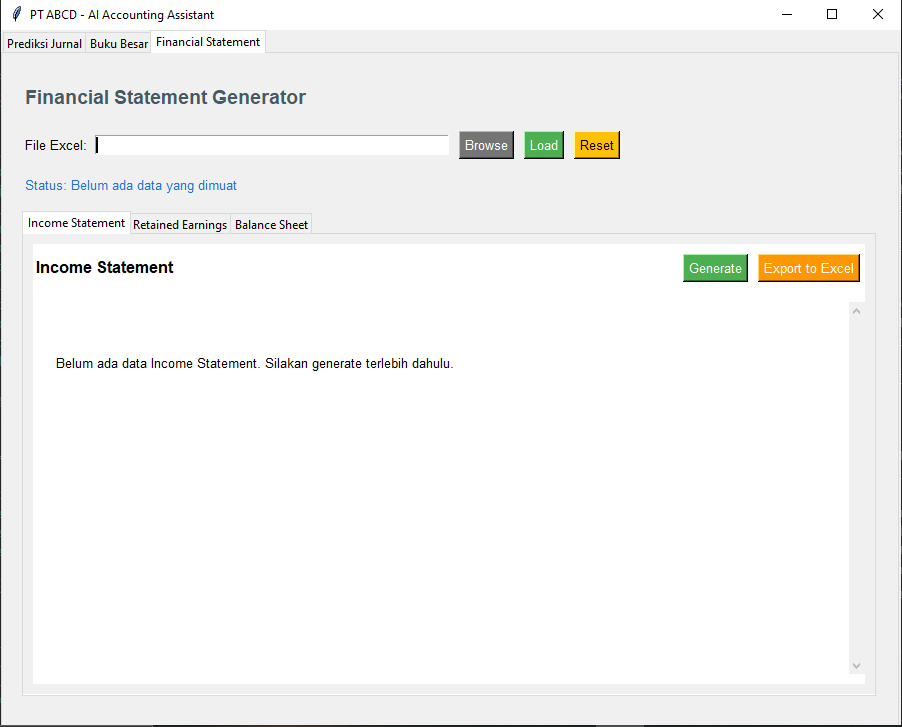 PT ABCD - AI Accounting Assistant
Prediksi Jurnal Buku Besar Financial Statement
Financial Statement Generator
File Excel: Browse Load Reset
Status: Belum ada data yang dimuat
Income Statement Retained Earnings Balance Sheet
Income Statement Generate Export to Excel
Belum ada data Income Statement. Silakan generate terlebih dahulu.